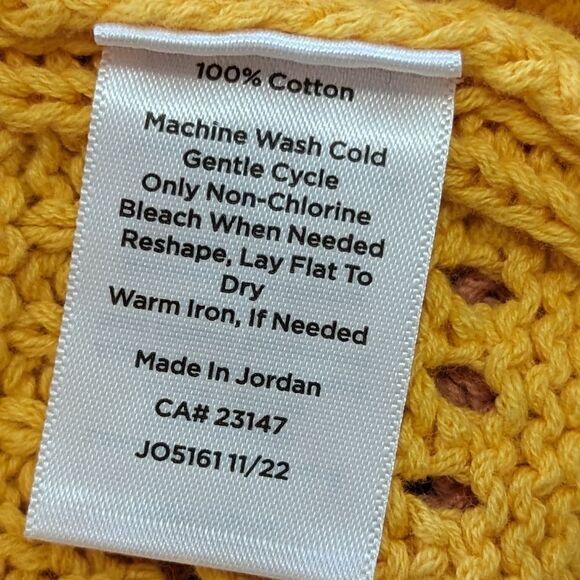 100% Cotton
Machine Wash Cold
Gentle Cycle
Only Non-Chlorine
Bleach When Needed
Reshape, Lay Flat To
Dry
Warm Iron, If Needed
Made In Jordan
CA# 23147
JO5161 11/22